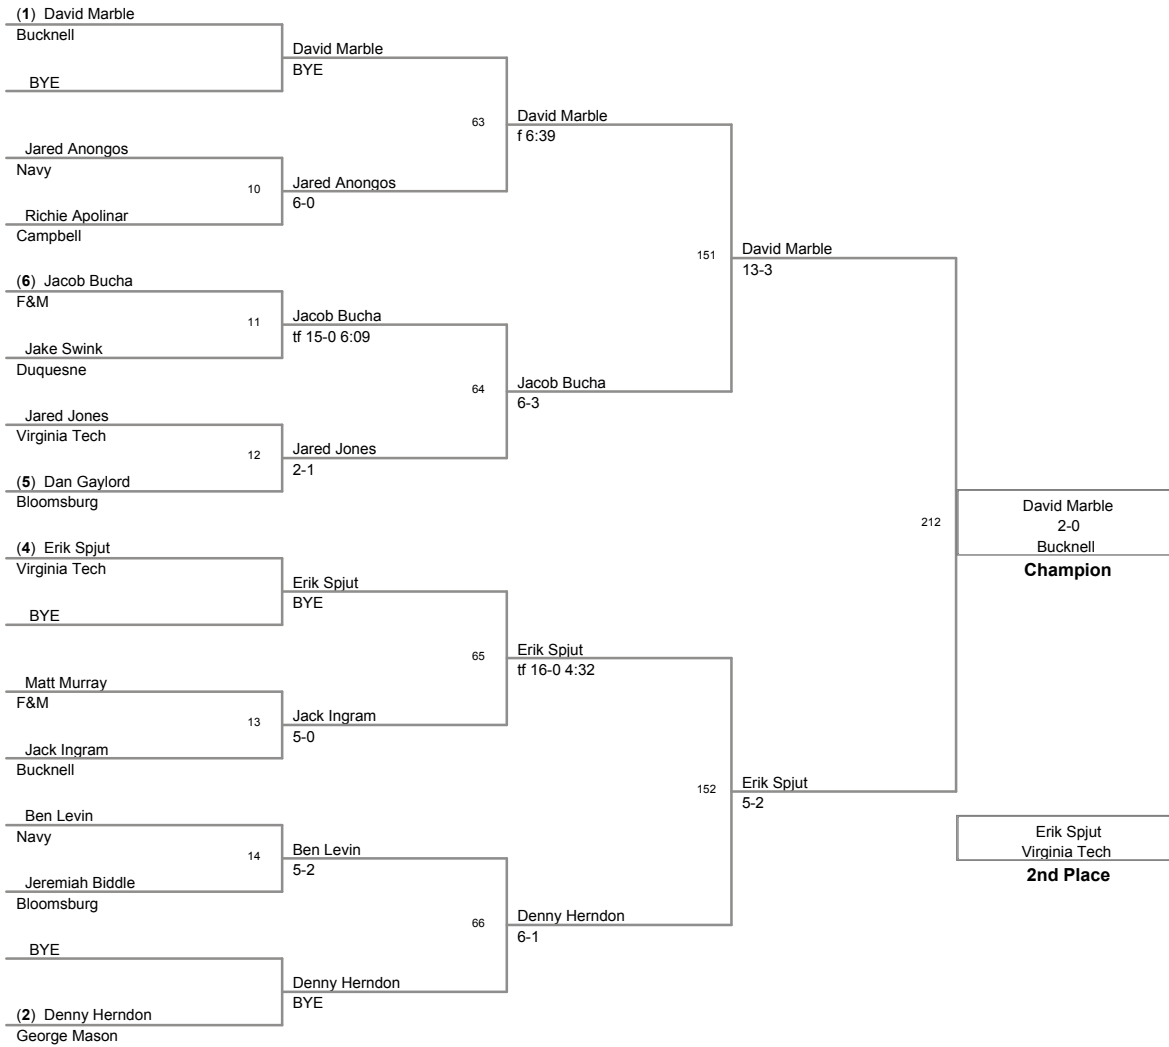 (1) David Marble
Bucknell
BYE
Jared Anongos
Navy
10
Richie Apolinar
Campbell
(6) Jacob Bucha
F&M
11
Jake Swink
Duquesne
Jared Jones
Virginia Tech
12
(5) Dan Gaylord
Bloomsburg
(4) Erik Spjut
Virginia Tech
BYE
Matt Murray
F&M
13
Jack Ingram
Bucknell
Ben Levin
Navy
14
Jeremiah Biddle
Bloomsburg
BYE
(2) Denny Herndon
George Mason
David Marble
BYE
63
Jared Anongos
6-0
Jacob Bucha
tf 15-0 6:09
64
Jared Jones
2-1
Erik Spjut
BYE
65
Jack Ingram
5-0
Ben Levin
5-2
66
Denny Herndon
BYE
David Marble
f 6:39
151
Jacob Bucha
6-3
Erik Spjut
tf 16-0 4:32
152
Denny Herndon
6-1
David Marble
13-3
212
Erik Spjut
5-2
David Marble
2-0
Bucknell
Champion
Erik Spjut
Virginia Tech
2nd Place